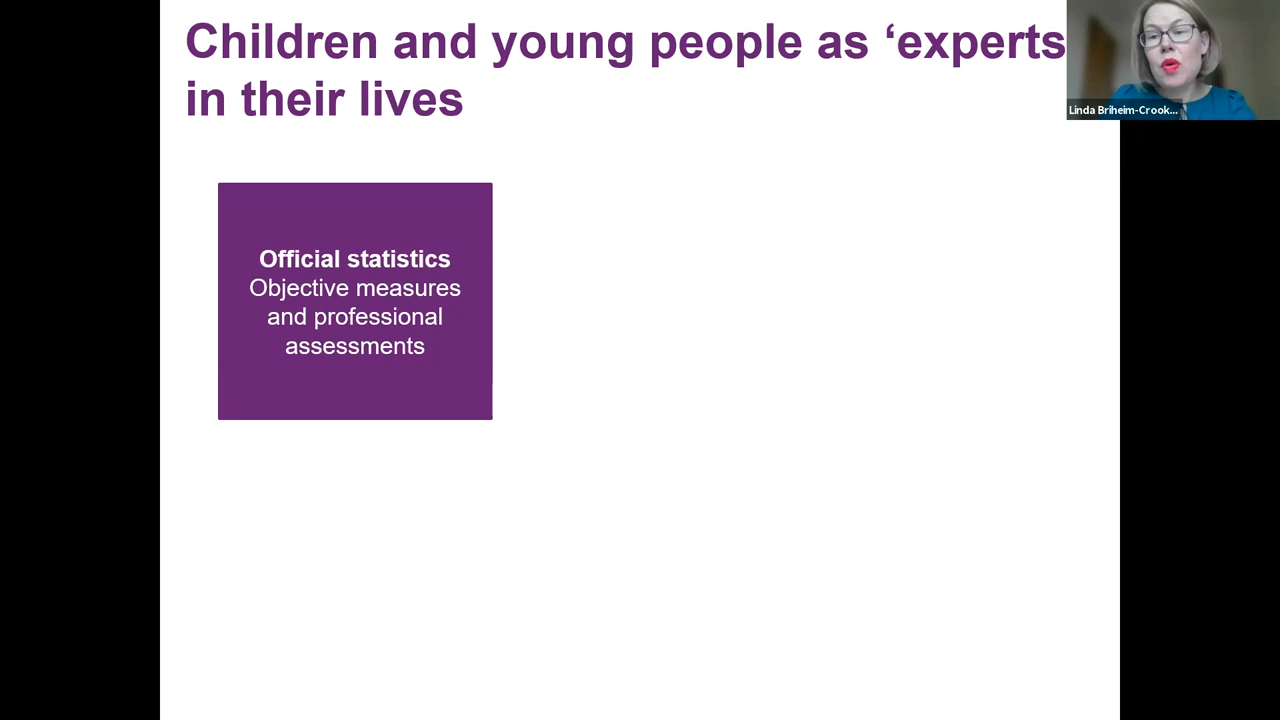 Children and young people as ‘experts
in their lives
Linda Briheim-Crook...
Official statistics
Objective measures
and professional
assessments